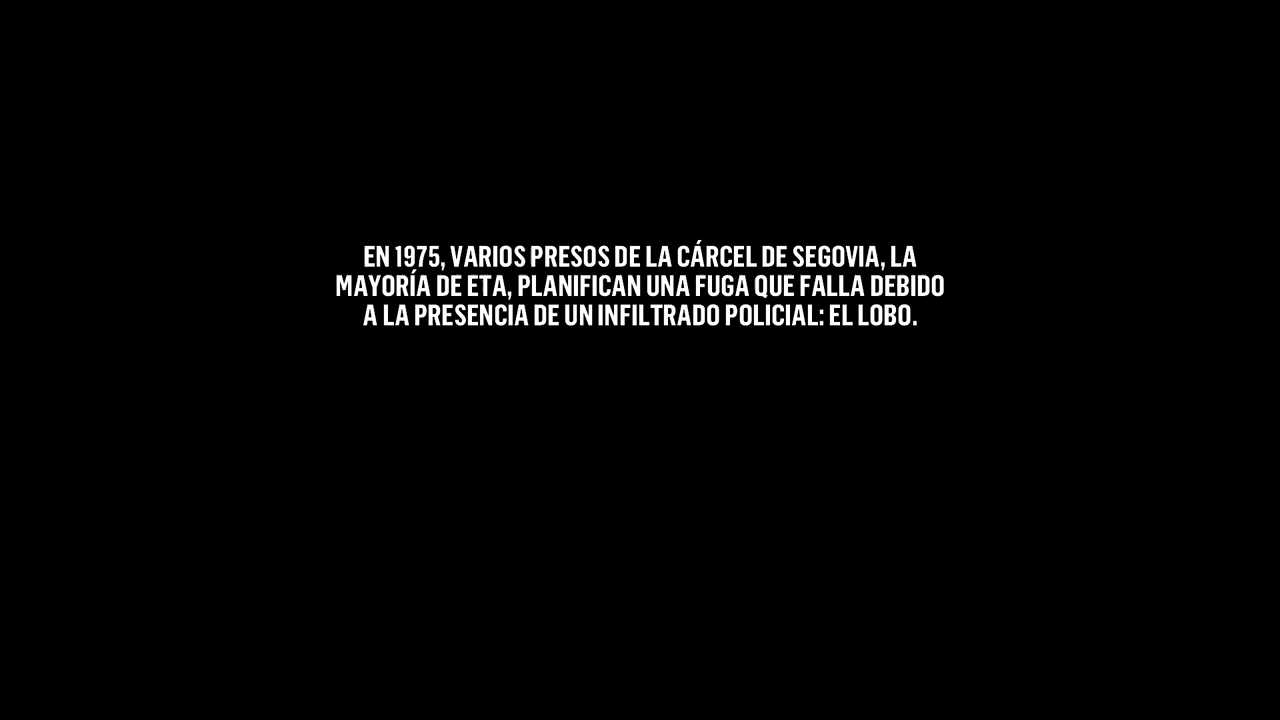 EN 1975, VARIOS PRESOS DE LA CÁRCEL DE SEGOVIA, LA
MAYORÍA DE ETA, PLANIFICAN UNA FUGA QUE FALLA DEBIDO
A LA PRESENCIA DE UN INFILTRADO POLICIAL: EL LOBO.